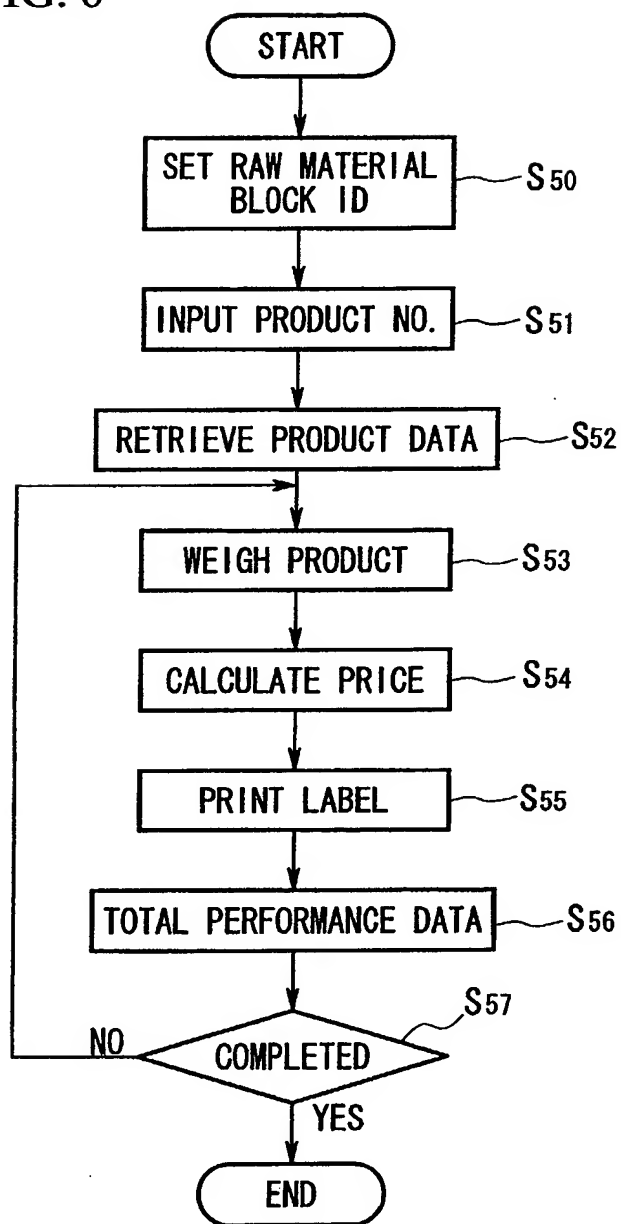 START
SET RAW MATERIAL
BLOCK ID
S50
INPUT PRODUCT NO.
S51
RETRIEVE PRODUCT DATA
S52
WEIGH PRODUCT
S53
CALCULATE PRICE
S54
PRINT LABEL
S55
TOTAL PERFORMANCE DATA
S56
S57
NO
COMPLETED
YES
END